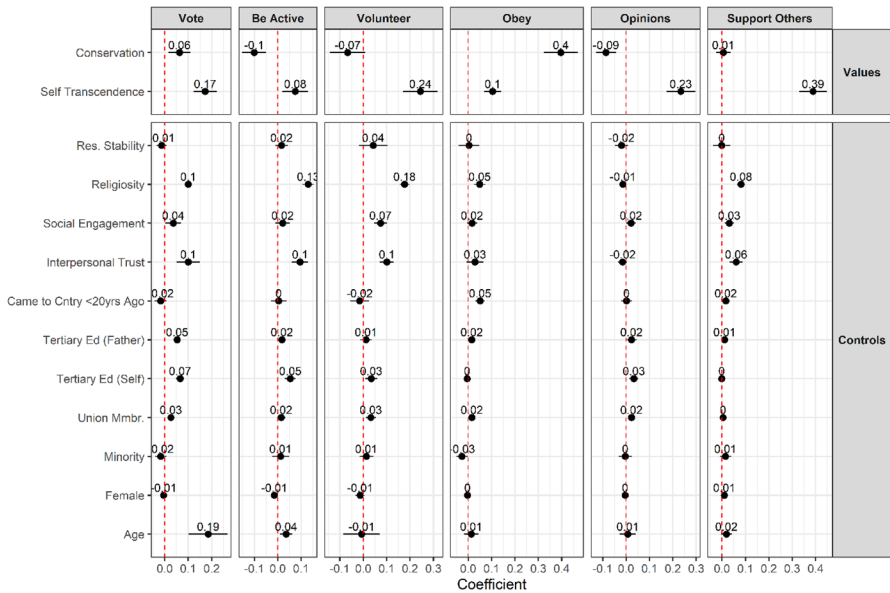 Vote Be Active Volunteer Obey Opinions Support Others
Conservation 0.06 -0.1 -0.07 0.4 -0.09 0.01
Self Transcendence 0.17 0.08 0.24 0.1 0.23 0.39
Values
Res. Stability 0.01 0.02 0.04 0 -0.02 0
Religiosity 0.1 0.13 0.18 0.05 -0.01 0.08
Social Engagement 0.04 0.02 0.07 0.02 0.02 0.03
Interpersonal Trust 0.1 0.1 0.1 0.03 -0.02 0.06
Came to Cntry <20yrs Ago 0.02 0 -0.02 0.05 0 0.02
Tertiary Ed (Father) 0.05 0.02 0.01 0.02 0.02 0.01
Controls
Tertiary Ed (Self) 0.07 0.05 0.03 0 0.03 0
Union Mmbr. 0.03 0.02 0.03 0.02 0.02 0
Minority -0.02 0.01 0.01 -0.03 0 0.01
Female -0.01 -0.01 -0.01 0 0 0.01
Age 0.19 0.04 -0.01 0.01 0.01 0.02
0.0 0.1 0.2 -0.1 0.0 0.1 -0.1 0.0 0.1 0.2 0.3 0.0 0.1 0.2 0.3 0.4 -0.1 0.0 0.1 0.2 0.0 0.1 0.2 0.3 0.4
Coefficient